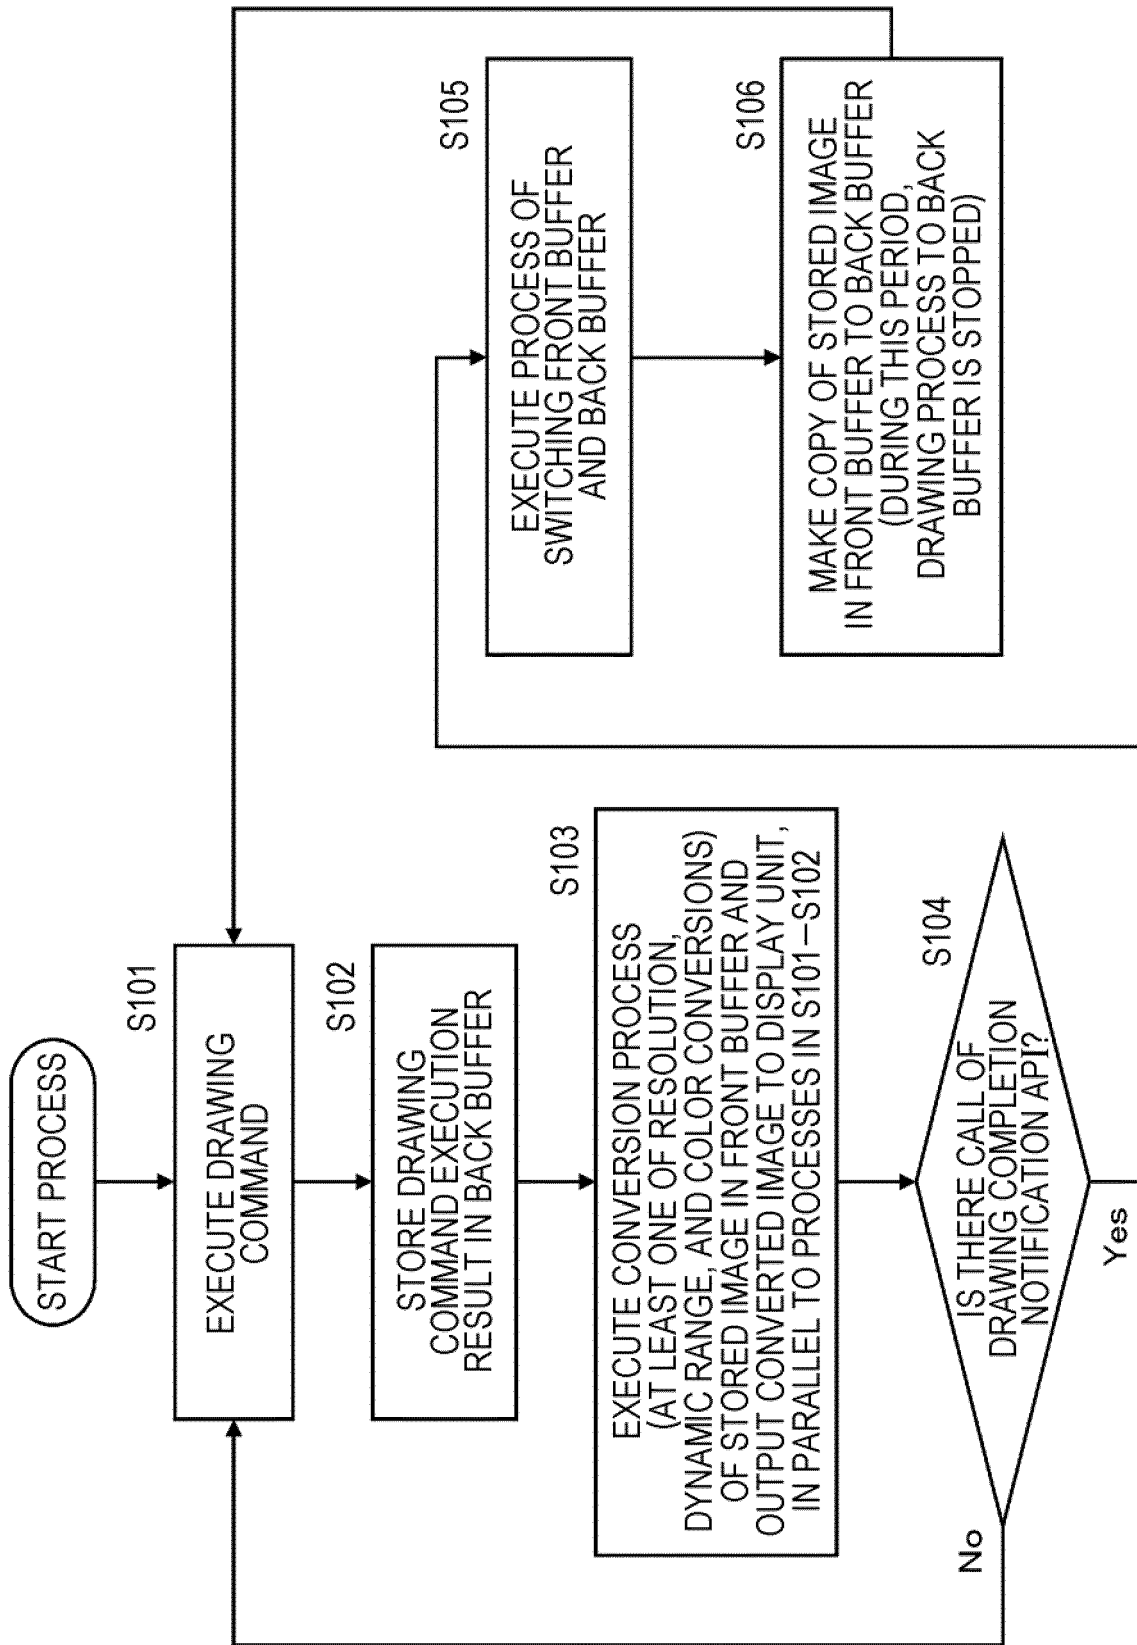 START PROCESS
S101
EXECUTE DRAWING
COMMAND
S102
STORE DRAWING
COMMAND EXECUTION
RESULT IN BACK BUFFER
S103
EXECUTE CONVERSION PROCESS
(AT LEAST ONE OF RESOLUTION,
DYNAMIC RANGE, AND COLOR CONVERSIONS)
OF STORED IMAGE IN FRONT BUFFER AND
OUTPUT CONVERTED IMAGE TO DISPLAY UNIT,
IN PARALLEL TO PROCESSES IN S101–S102
S104
IS THERE CALL OF
DRAWING COMPLETION
NOTIFICATION API?
No
Yes
S105
EXECUTE PROCESS OF
SWITCHING FRONT BUFFER
AND BACK BUFFER
S106
MAKE COPY OF STORED IMAGE
IN FRONT BUFFER TO BACK BUFFER
(DURING THIS PERIOD,
DRAWING PROCESS TO BACK
BUFFER IS STOPPED)